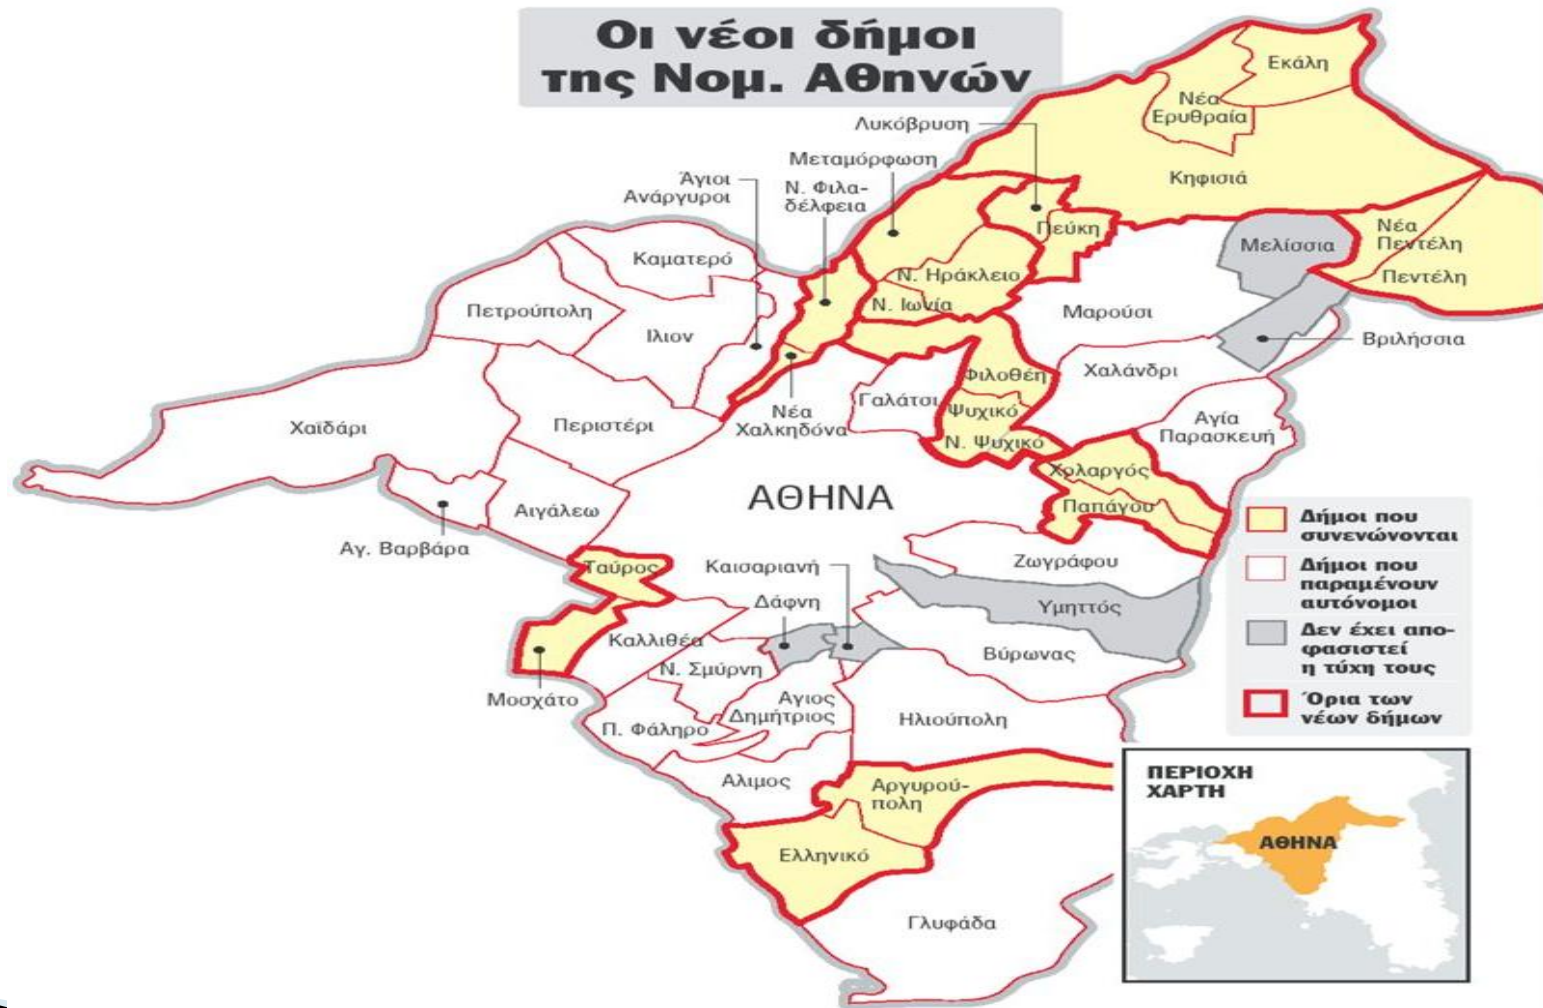 Οι νέοι δήμοι
της Νομ. Αθηνών
Εκάλη
Νέα
Ερυθραία
Λυκόβρυση
Μεταμόρφωση
Κηφισιά
Άγιοι
Ανάργυροι
Ν. Φιλα-
δέλφεια
Πεύκη
Νέα
Πεντέλη
Πεντέλη
Μελίσσια
Καματερό
Ν. Ηράκλειο
Ν. Ιωνία
Πετρούπολη
Μαρούσι
Ιλιον
Βριλήσσια
Χαλάνδρι
Φιλοθέη
Γαλάτσι
Ψυχικό
Νέα
Χαλκηδόνα
Ν. Ψυχικό
Αγία
Παρασκευή
Χαϊδάρι
Περιστέρι
Χολαργός
Παπάγου
ΑΘΗΝΑ
Αιγάλεω
Αγ. Βαρβάρα
Ταύρος
Καισαριανή
Ζωγράφου
Δάφνη
Υμηττός
Καλλιθέα
Βύρωνας
Ν. Σμύρνη
Μοσχάτο
Αγιος
Δημήτριος
Π. Φάληρο
Ηλιούπολη
Αλιμος
Αργυρού-
πολη
Ελληνικό
Γλυφάδα
Δήμοι που
συνενώνονται
Δήμοι που
παραμένουν
αυτόνομοι
Δεν έχει απο-
φασιστεί
η τύχη τους
Όρια των
νέων δήμων
ΠΕΡΙΟΧΗ
ΧΑΡΤΗ
ΑΘΗΝΑ